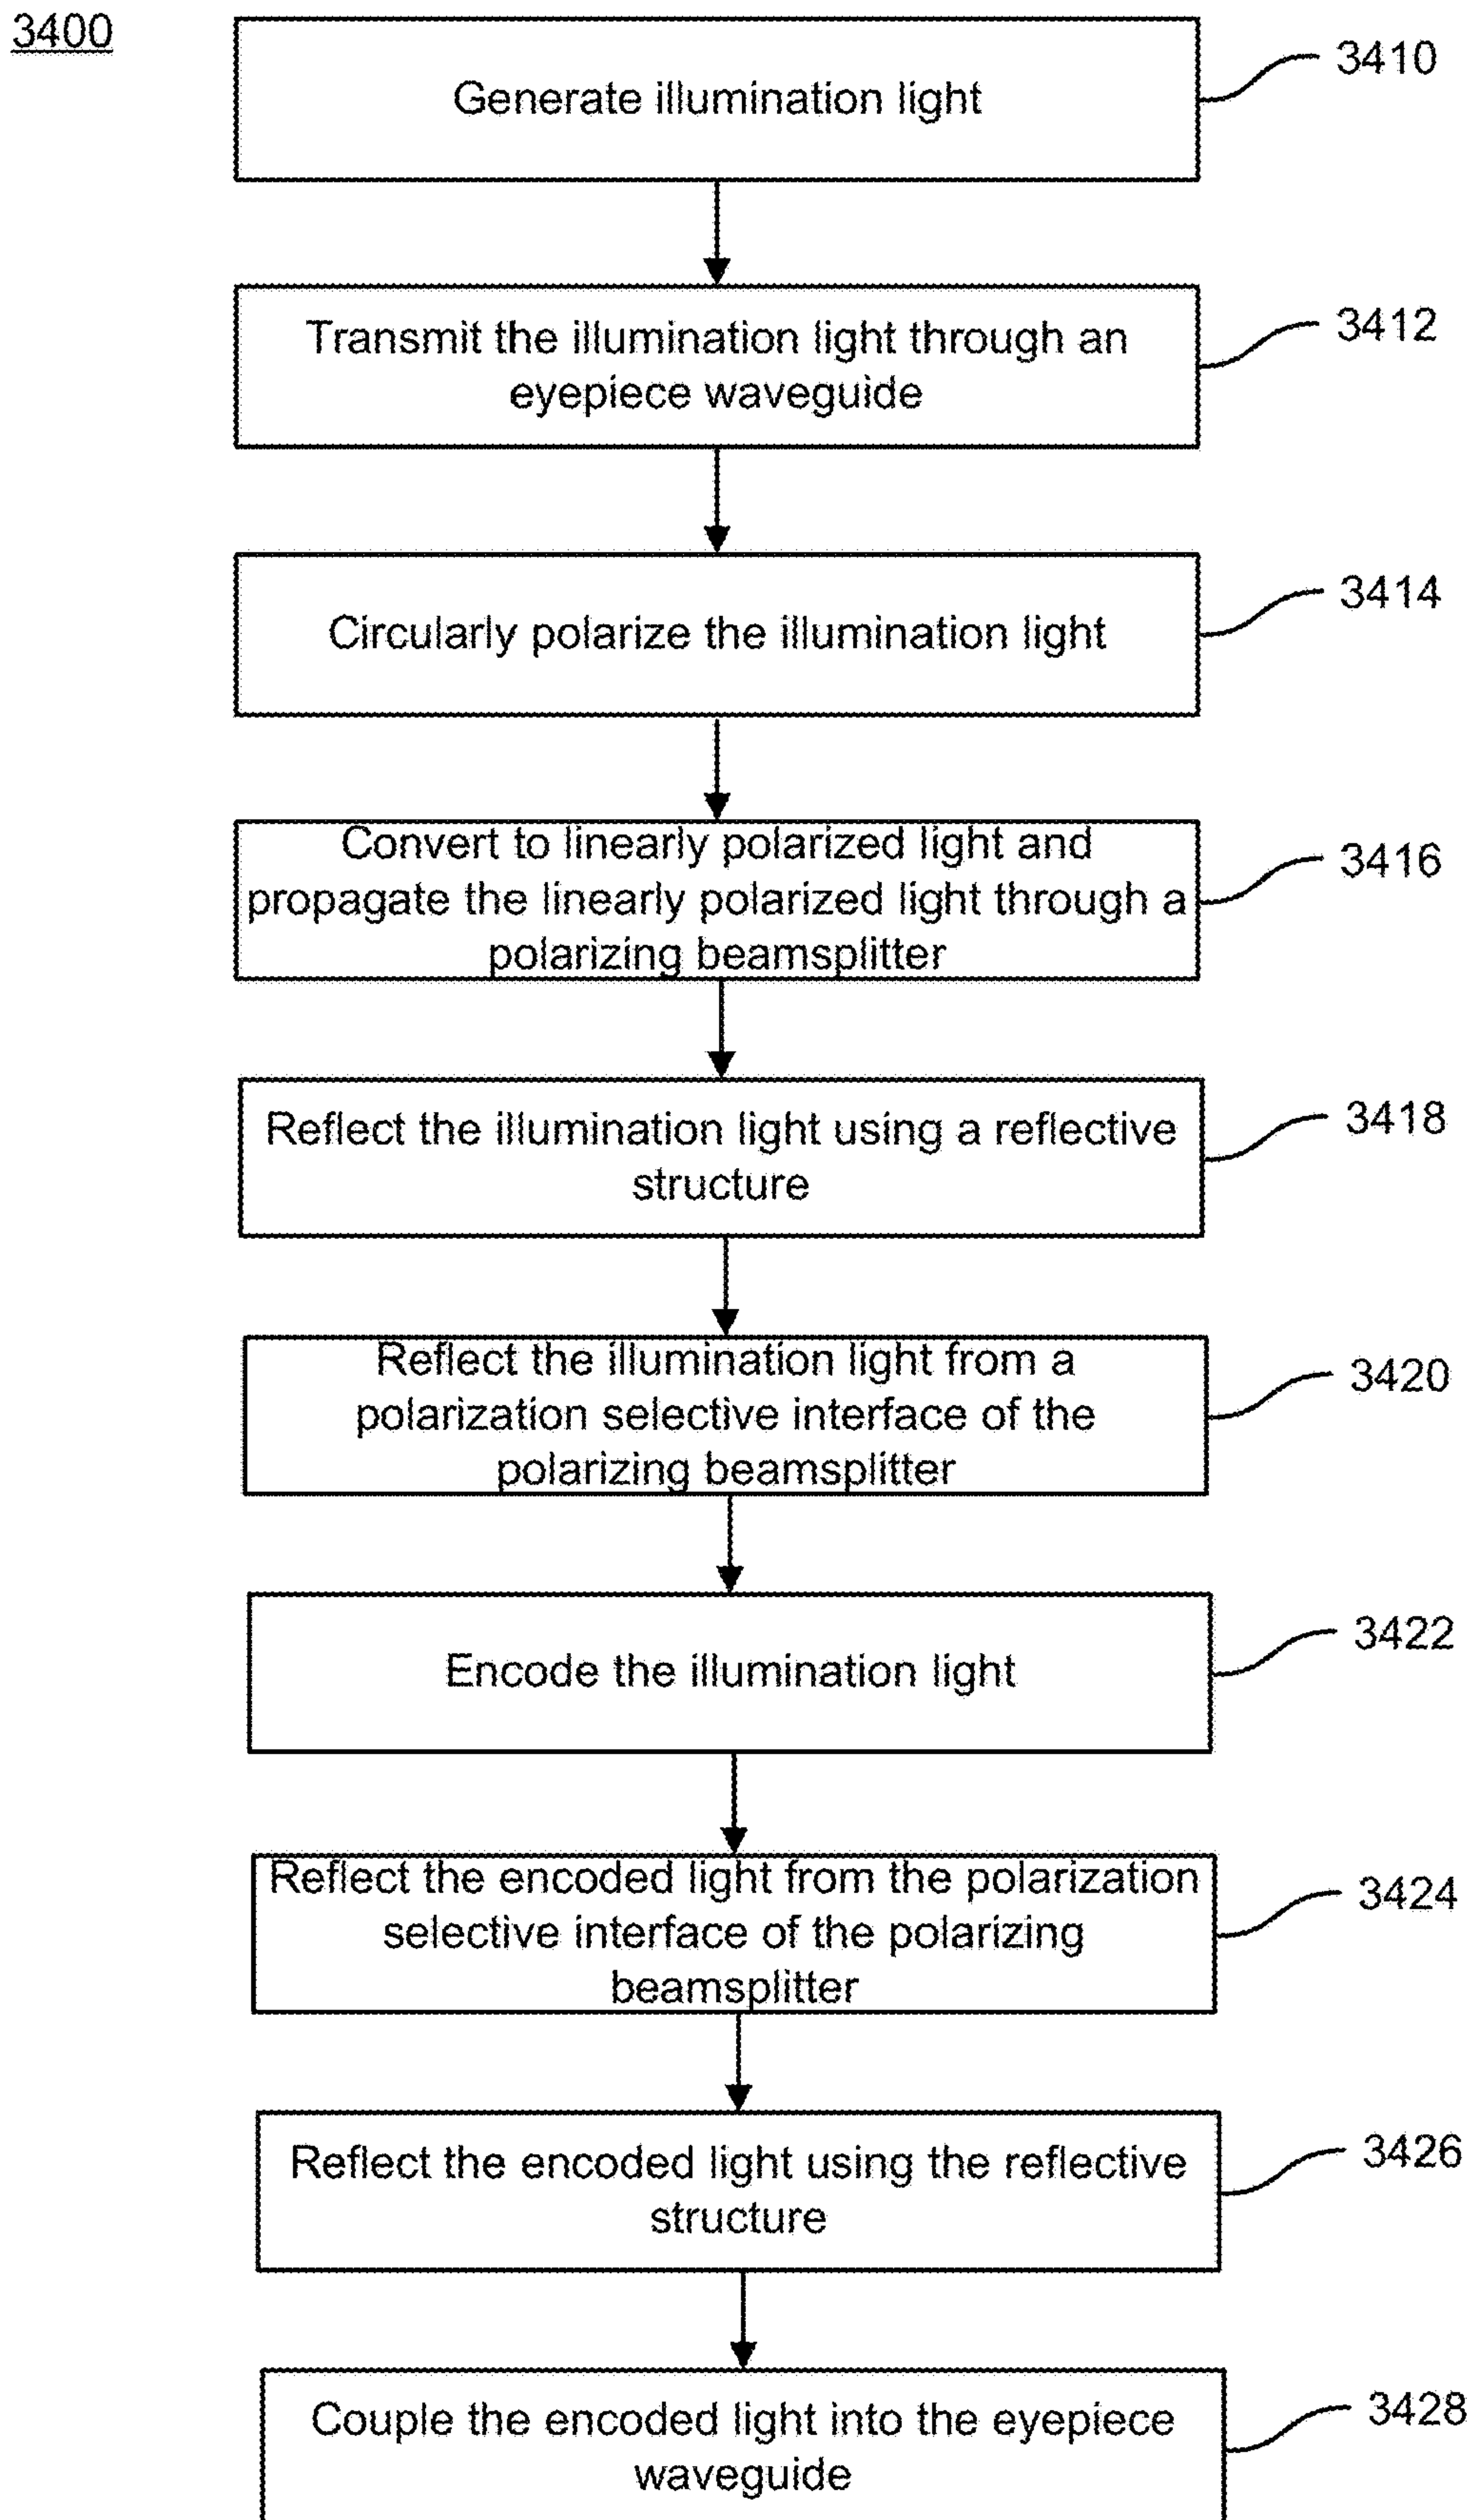 3400
Generate illumination light
3410
Transmit the illumination light through an
eyepiece waveguide
3412
Circularly polarize the illumination light
3414
Convert to linearly polarized light and
propagate the linearly polarized light through a
polarizing beamsplitter
3416
Reflect the illumination light using a reflective
structure
3418
Reflect the illumination light from a
polarization selective interface of the
polarizing beamsplitter
3420
Encode the illumination light
3422
Reflect the encoded light from the polarization
selective interface of the polarizing
beamsplitter
3424
Reflect the encoded light using the reflective
structure
3426
Couple the encoded light into the eyepiece
waveguide
3428